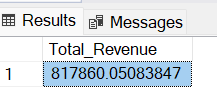 Results Messages
Total_Revenue
1 817860.05083847